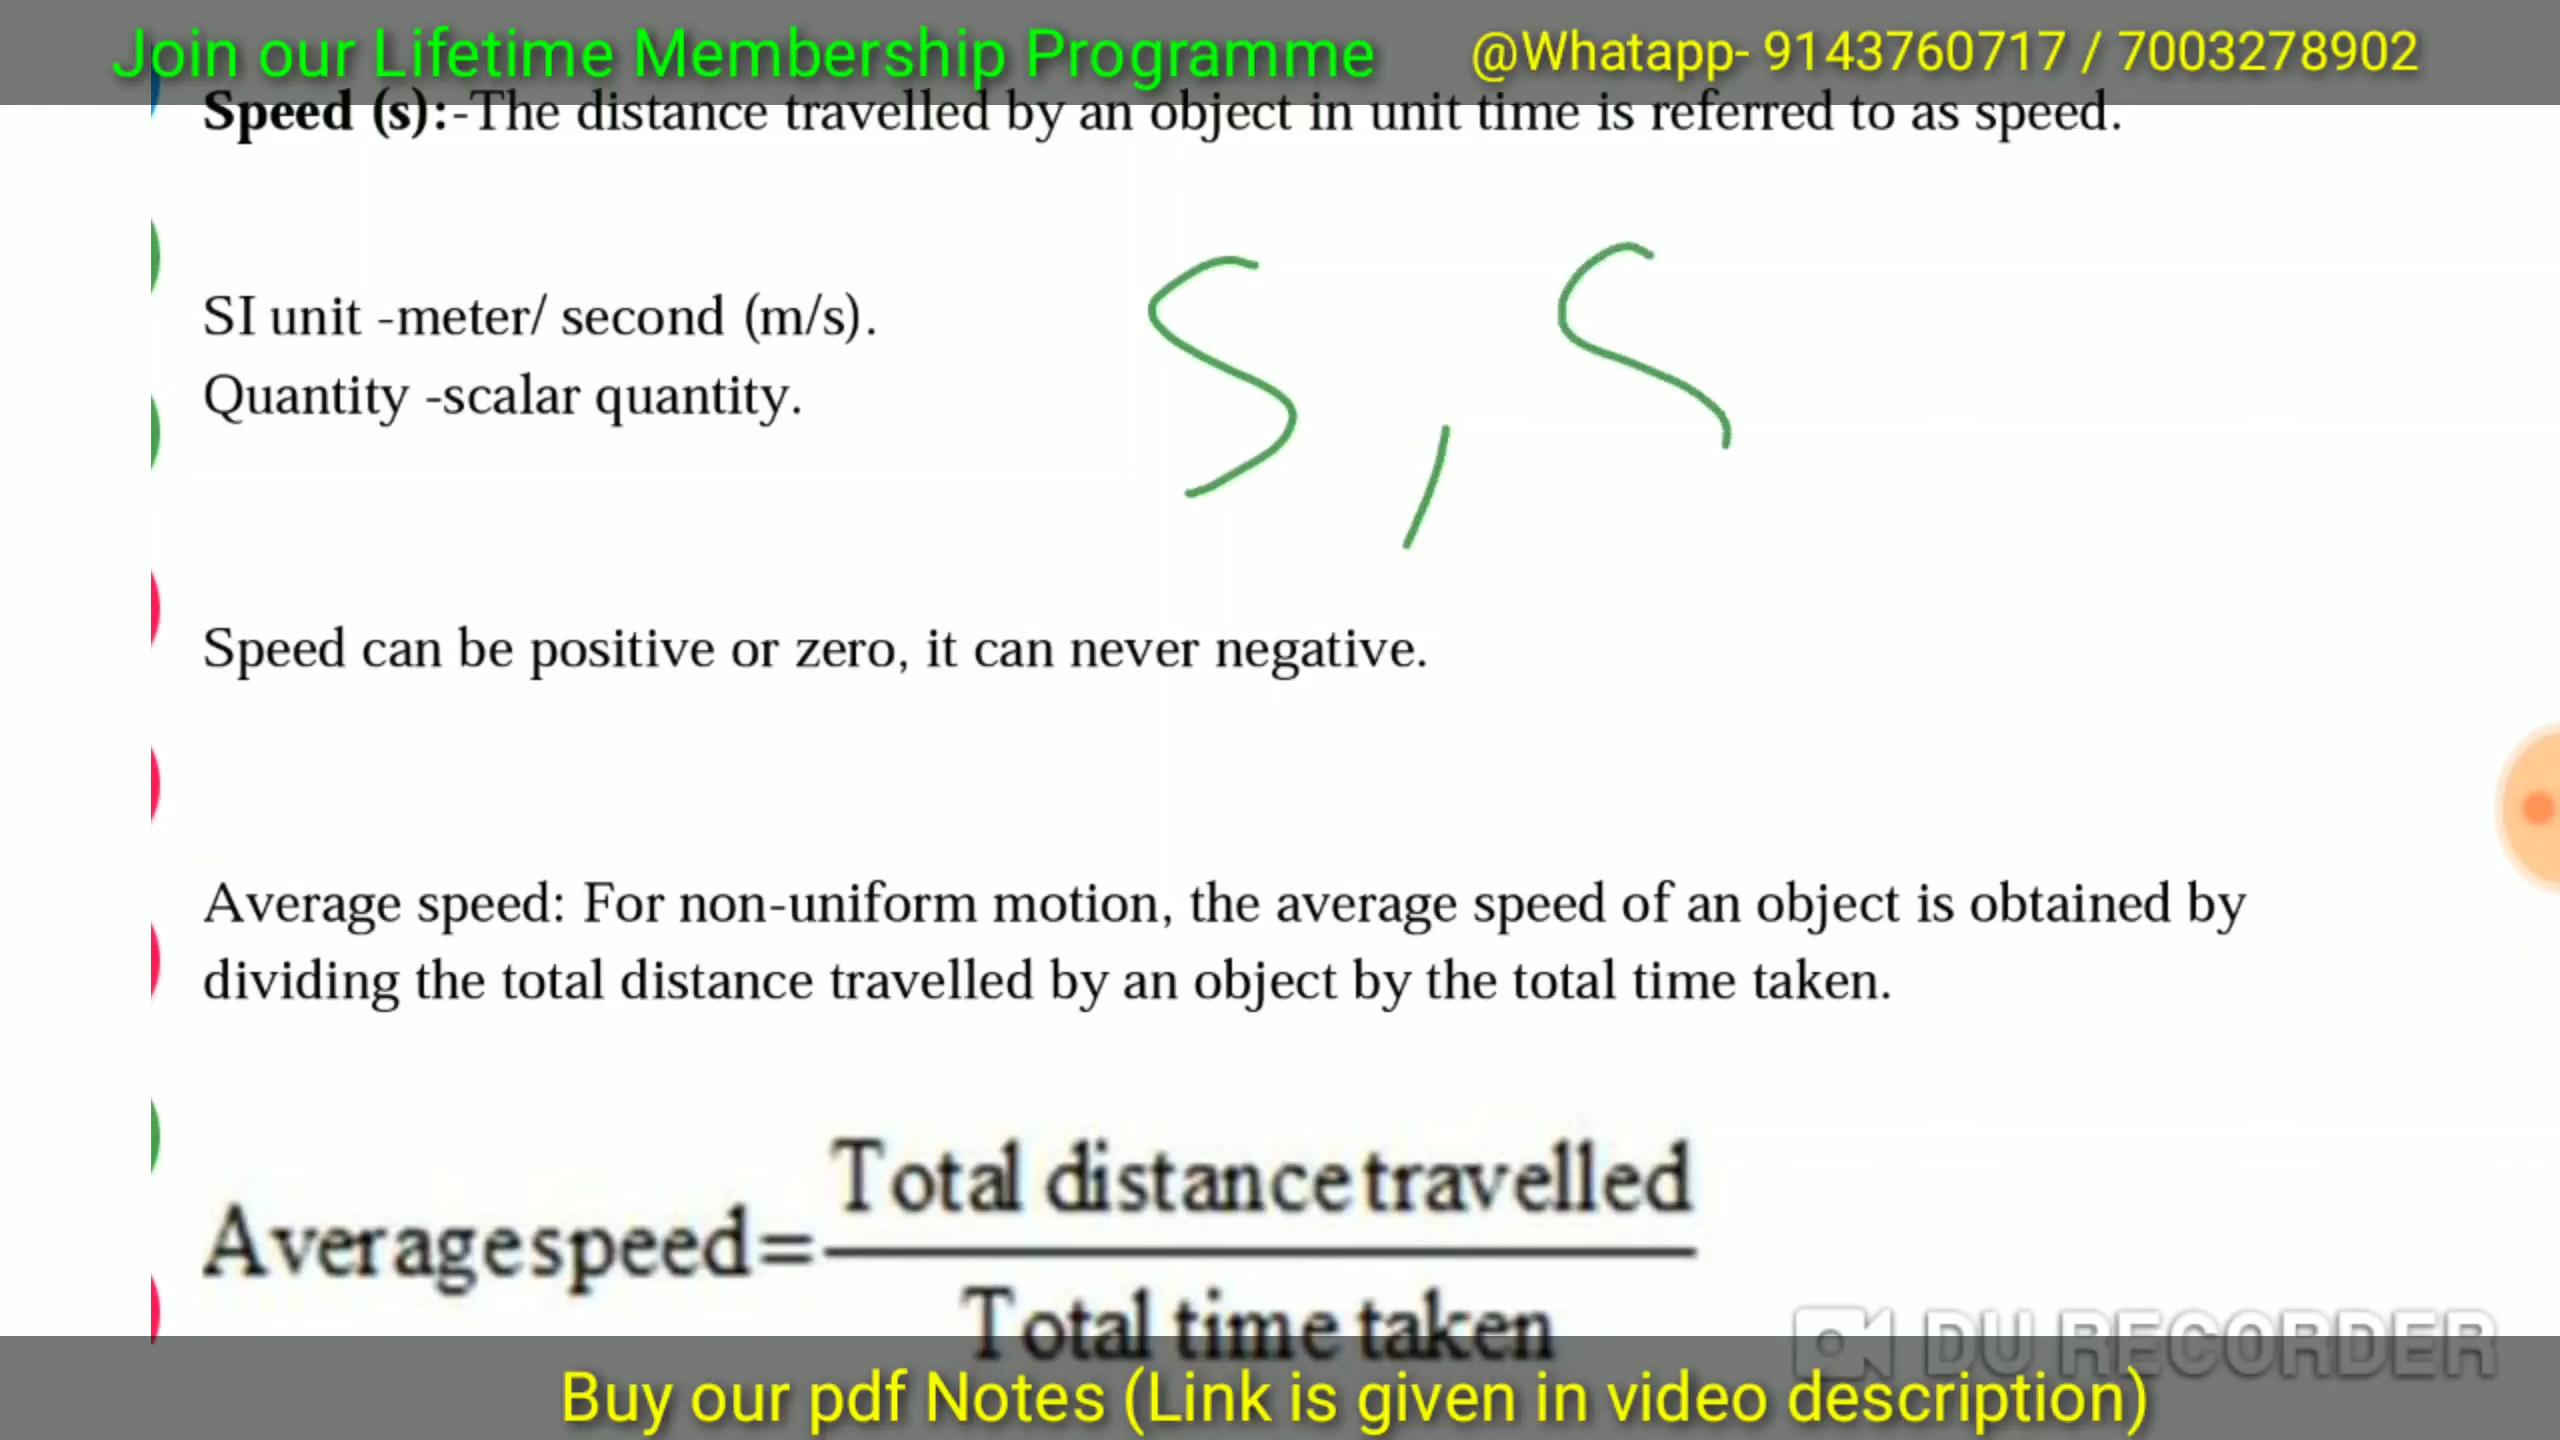 Join our Lifetime Membership Programme @Whatapp- 9143760717 / 7003278902
Speed (s):-The distance travelled by an object in unit time is referred to as speed.
SI unit -meter/ second (m/s).
Quantity -scalar quantity.
S , S
Speed can be positive or zero, it can never negative.
Average speed: For non-uniform motion, the average speed of an object is obtained by
dividing the total distance travelled by an object by the total time taken.
Total distance travelled
Average speed=
Total time taken
DU RECORDER
Buy our pdf Notes (Link is given in video description)